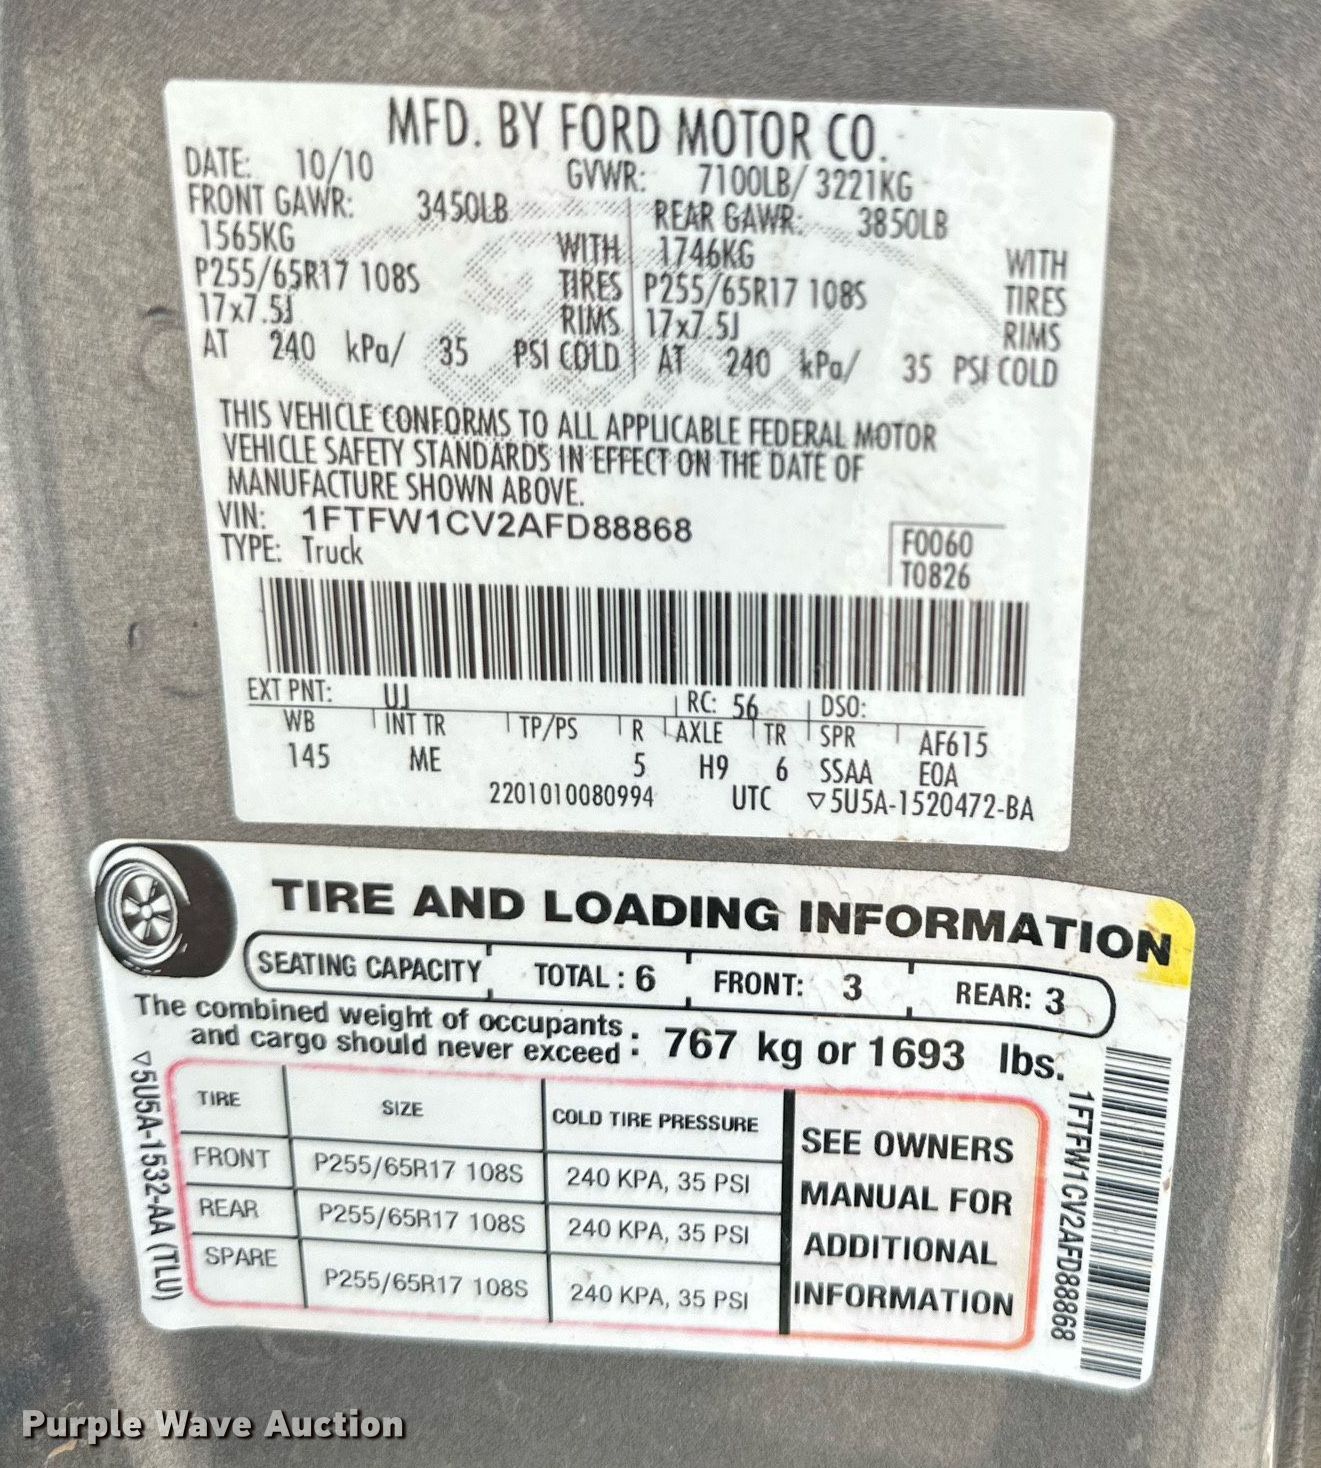 MFD. BY FORD MOTOR CO.
DATE: 10/10 GVWR: 7100LB/ 3221KG
FRONT GAWR: 3450LB REAR GAWR: 3850LB
1565KG WITH 1746KG WITH
P255/65R17 108S TIRES P255/65R17 108S TIRES
17x7.5J RIMS 17x7.5J RIMS
AT 240 kPa/ 35 PSI COLD AT 240 kPa/ 35 PSI COLD
THIS VEHICLE CONFORMS TO ALL APPLICABLE FEDERAL MOTOR
VEHICLE SAFETY STANDARDS IN EFFECT ON THE DATE OF
MANUFACTURE SHOWN ABOVE.
VIN: 1FTFW1CV2AFD88868
TYPE: Truck
F0060
T0826
EXT PNT: UJ RC: 56 DSO:
WB INT TR TP/PS R AXLE TR SPR AF615
145 ME 5 H9 6 SSAA EOA
2201010080994 UTC ▽5U5A-1520472-BA
TIRE AND LOADING INFORMATION
SEATING CAPACITY TOTAL : 6 FRONT: 3 REAR: 3
The combined weight of occupants
and cargo should never exceed : 767 kg or 1693 lbs.
TIRE SIZE COLD TIRE PRESSURE
FRONT P255/65R17 108S 240 KPA, 35 PSI
REAR P255/65R17 108S 240 KPA, 35 PSI
SPARE P255/65R17 108S 240 KPA, 35 PSI
SEE OWNERS
MANUAL FOR
ADDITIONAL
INFORMATION
▽5U5A-1532-AA (TLU)
1FTFW1CV2AFD88868
Purple Wave Auction